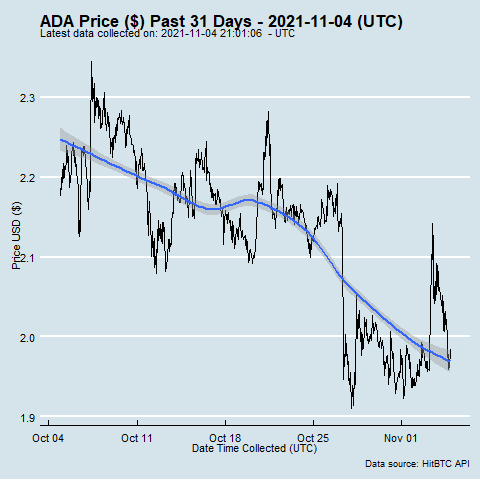 ADA Price ($) Past 31 Days - 2021-11-04 (UTC)
Latest data collected on: 2021-11-04 21:01:06 - UTC
Price USD ($)
2.3
2.2
2.1
2.0
1.9
Oct 04 Oct 11 Oct 18 Oct 25 Nov 01
Date Time Collected (UTC)
Data source: HitBTC API